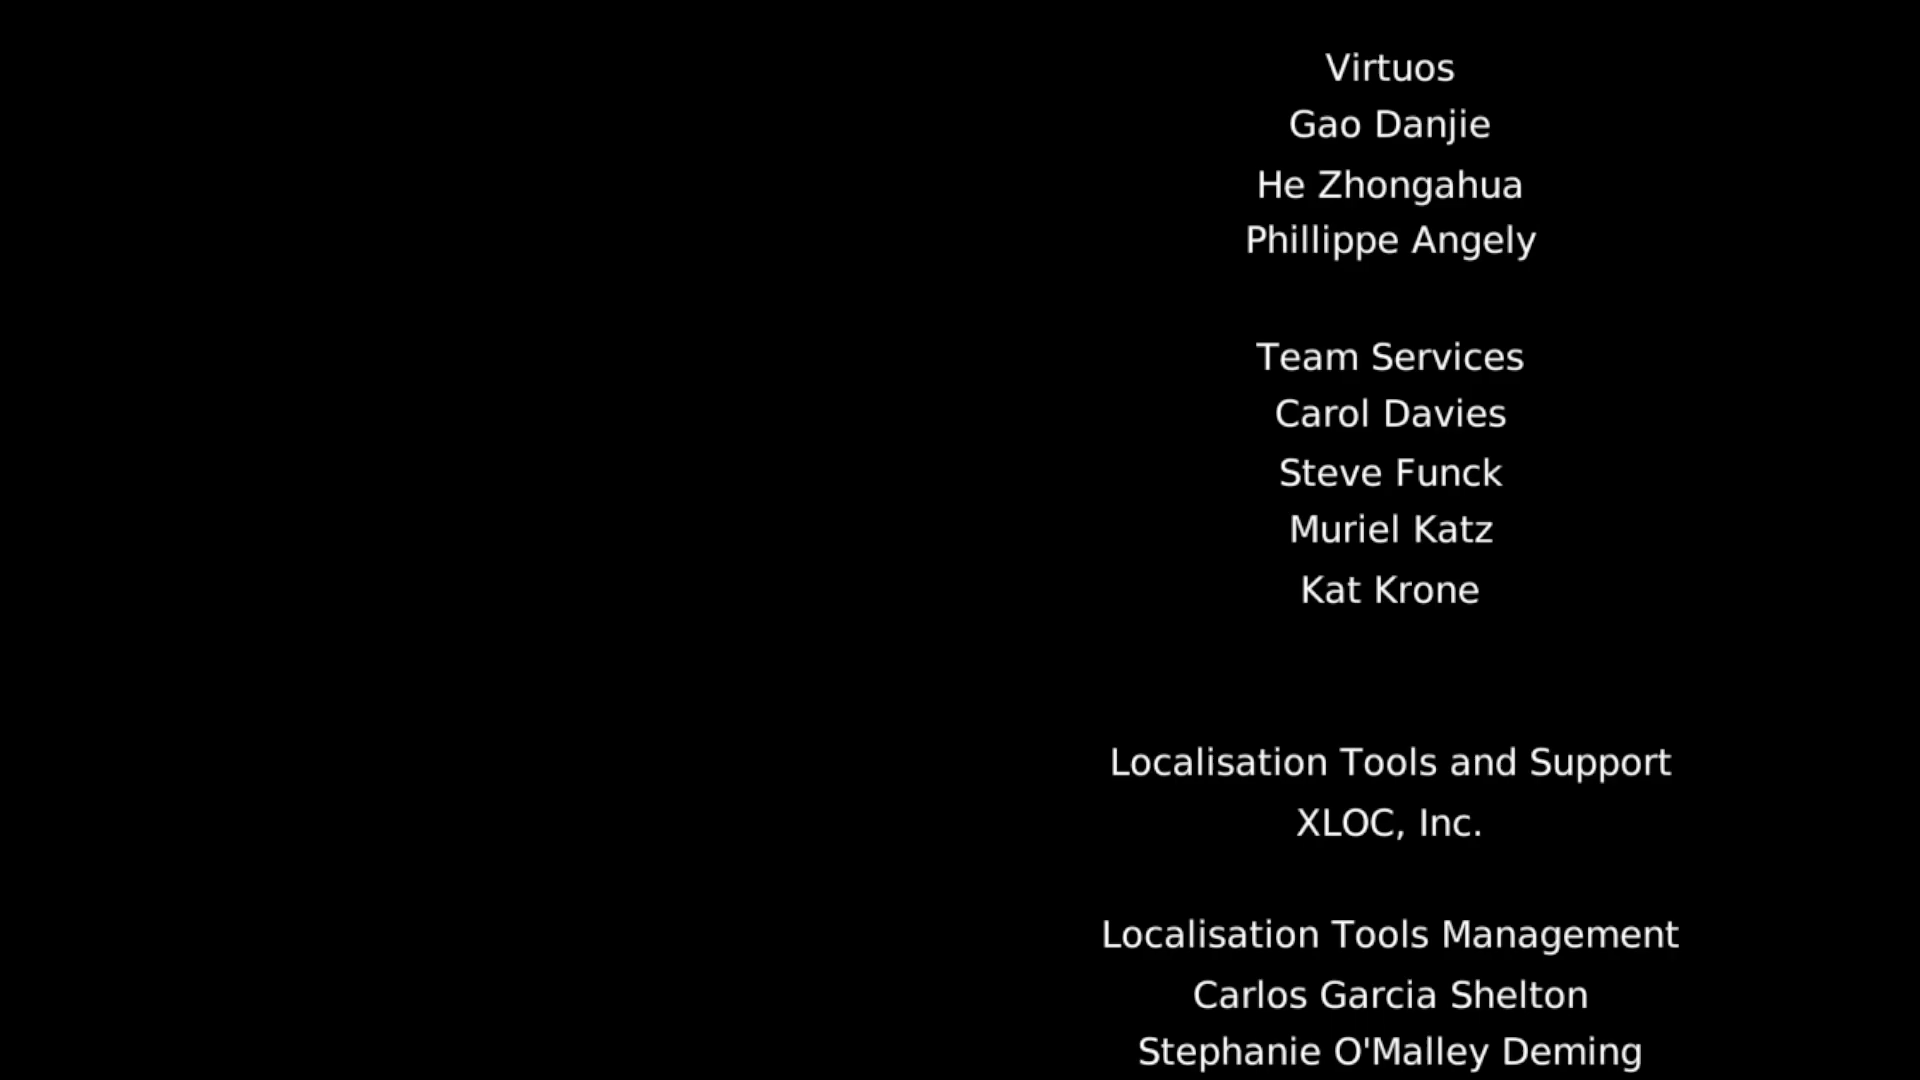 Virtuos
Gao Danjie
He Zhongahua
Phillippe Angely
Team Services
Carol Davies
Steve Funck
Muriel Katz
Kat Krone
Localisation Tools and Support
XLOC, Inc.
Localisation Tools Management
Carlos Garcia Shelton
Stephanie O'Malley Deming